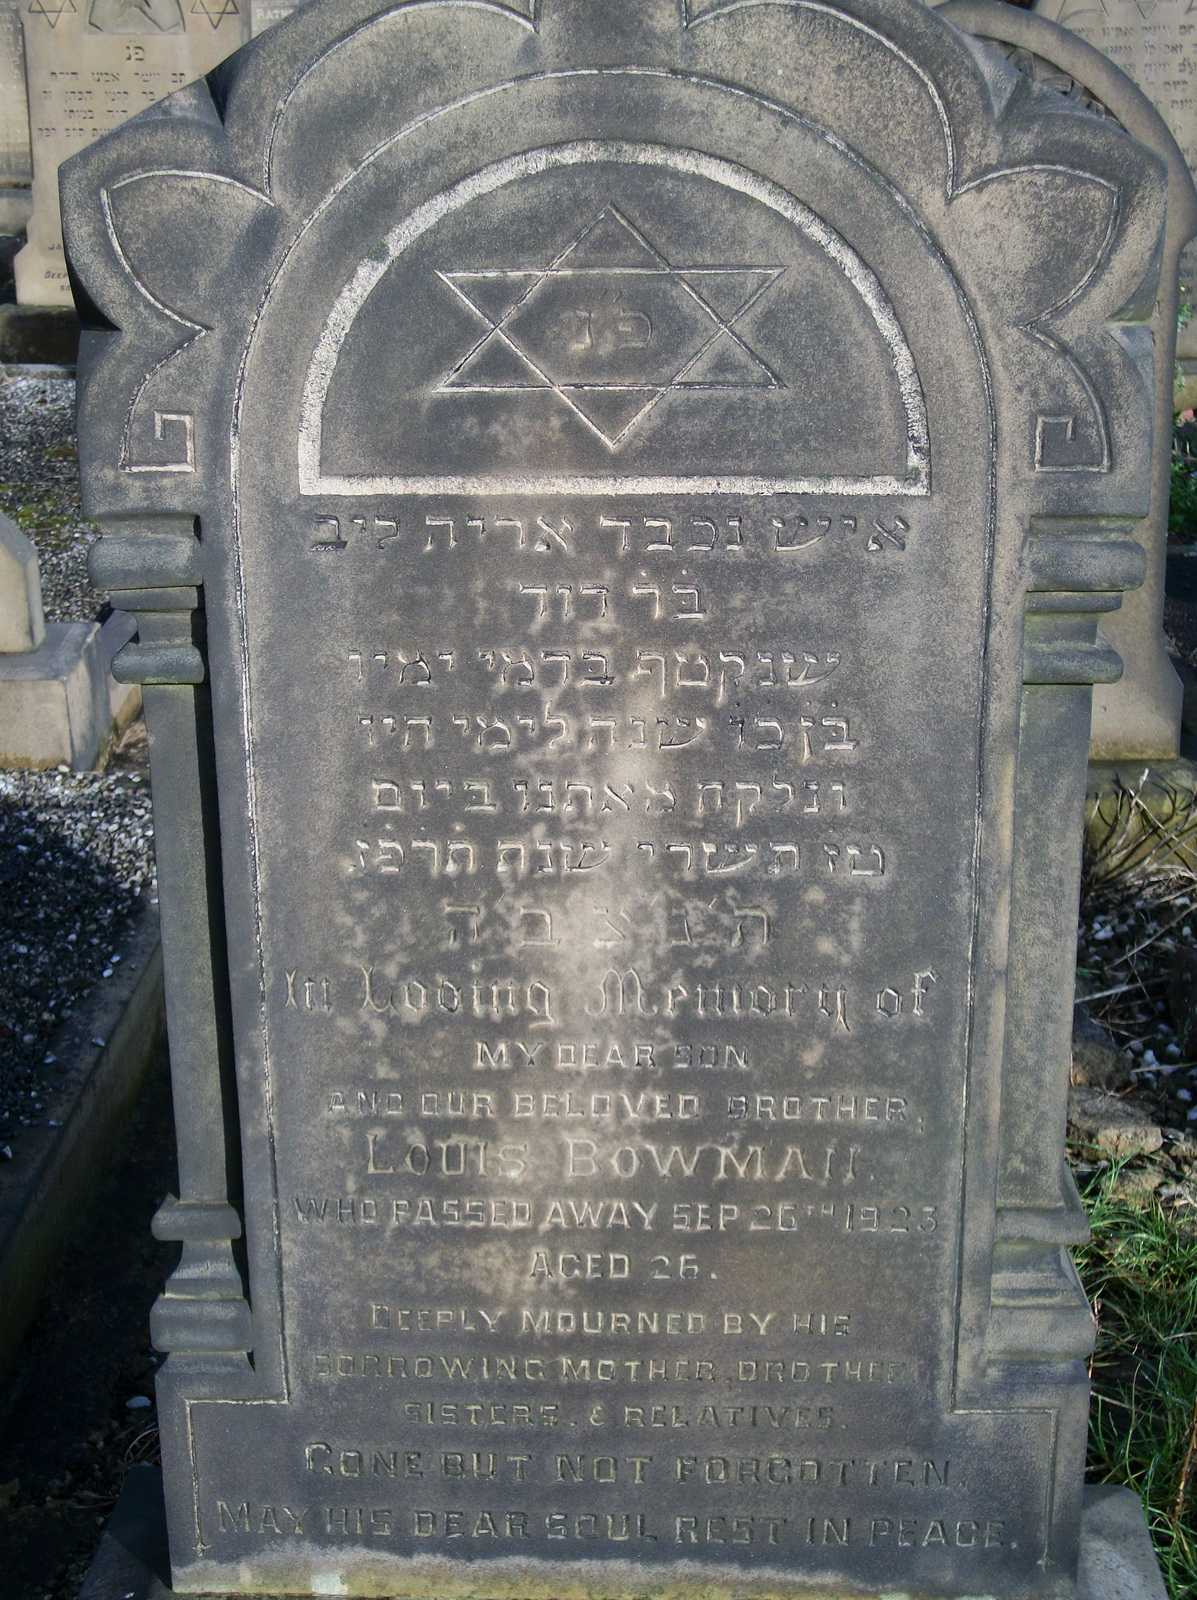 פ״נ
איש נכבד אריה ליב
בר דוד
שנקטף בדמי ימיו
בן כו שנה לימי חיו
ונלקח מאתנו ביום
טז תשרי שנת
ת'נ'צ'ב'ה
In Loving Memory of
MY DEAR SON
AND OUR BELOVED BROTHER,
LOUIS BOWMAN.
WHO PASSED AWAY SEP 26TH 1923
AGED 26.
DEEPLY MOURNED BY HIS
SORROWING MOTHER, BROTHER
SISTERS, & RELATIVES.
GONE BUT NOT FORGOTTEN.
MAY HIS DEAR SOUL REST IN PEACE.